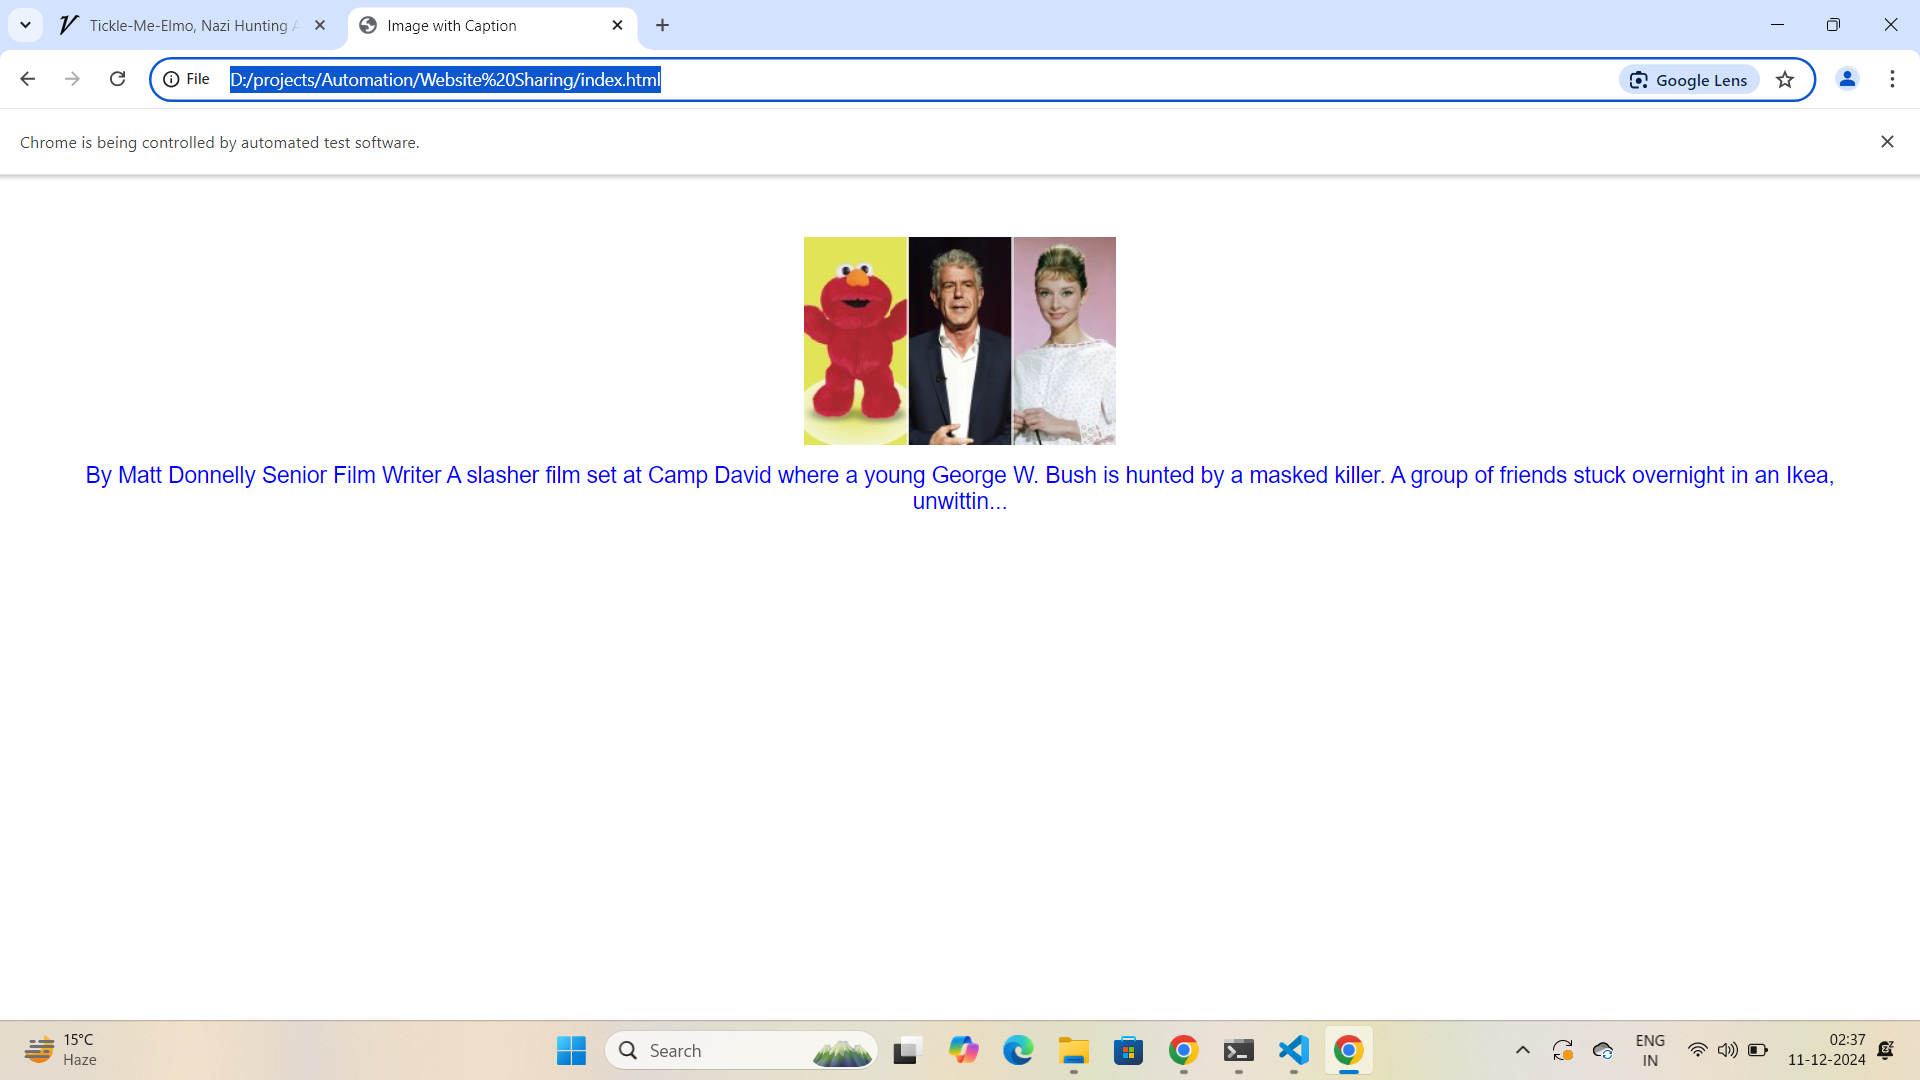 Tickle-Me-Elmo, Nazi Hunting
Image with Caption
File
D:/projects/Automation/Website%20Sharing/index.html
Google Lens
Chrome is being controlled by automated test software.
By Matt Donnelly Senior Film Writer A slasher film set at Camp David where a young George W. Bush is hunted by a masked killer. A group of friends stuck overnight in an Ikea,
unwittin...
15°C
Haze
Search
ENG
IN
02:37
11-12-2024